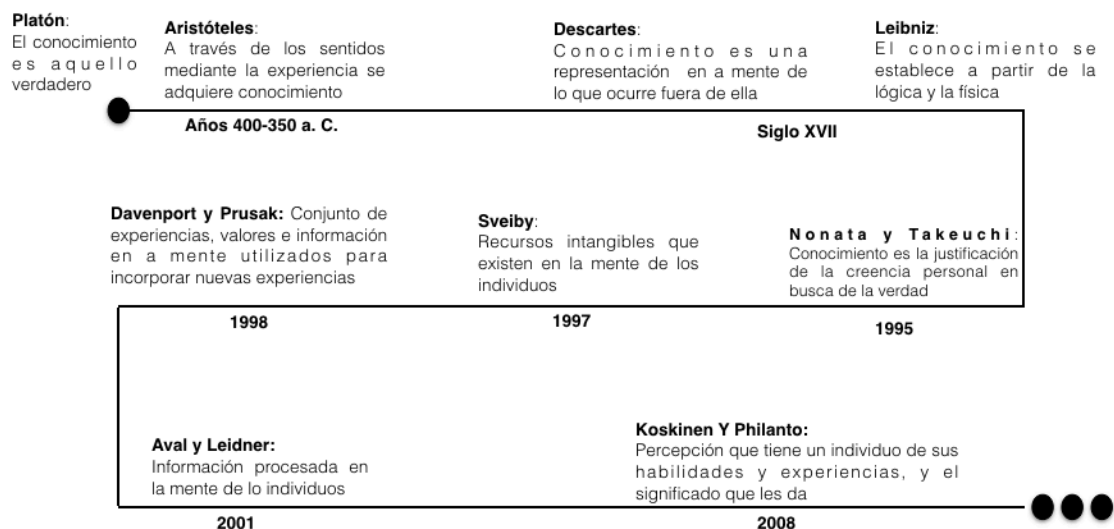 Platón:
El conocimiento
es aquello
verdadero
Aristóteles:
A través de los sentidos
mediante la experiencia se
adquiere conocimiento
Descartes:
Conocimiento es una
representación en a mente de
lo que ocurre fuera de ella
Leibniz:
El conocimiento se
establece a partir de la
lógica y la física
Años 400-350 a. C.
Siglo XVII
Davenport y Prusak: Conjunto de
experiencias, valores e información
en a mente utilizados para
incorporar nuevas experiencias
Sveiby:
Recursos intangibles que
existen en la mente de los
individuos
Nonata y Takeuchi:
Conocimiento es la justificación
de la creencia personal en
busca de la verdad
1998
1997
1995
Aval y Leidner:
Información procesada en
la mente de lo individuos
Koskinen Y Philanto:
Percepción que tiene un individuo de sus
habilidades y experiencias, y el
significado que les da
2001
2008